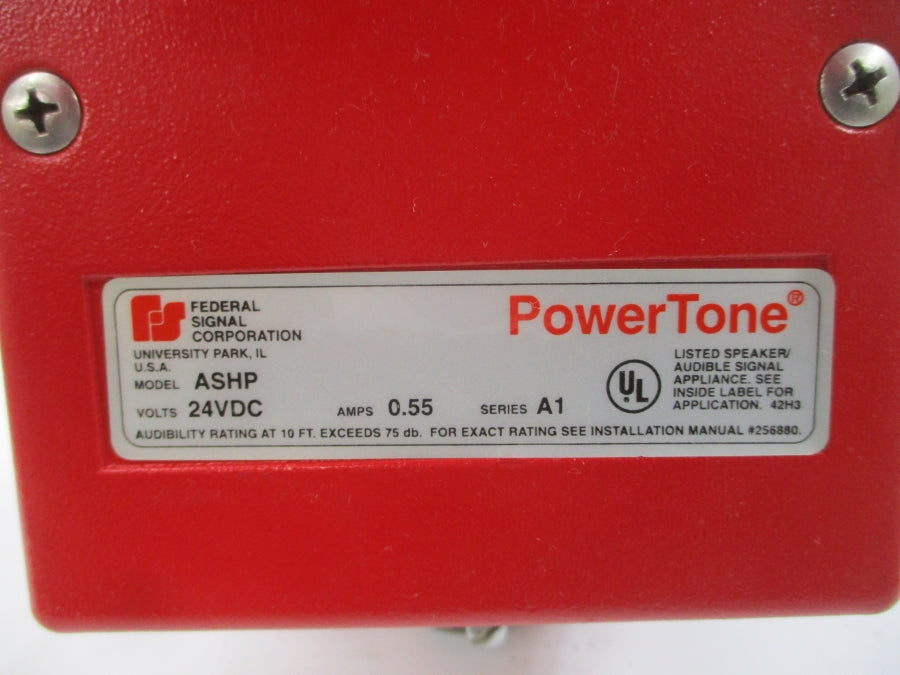 FEDERAL
SIGNAL
CORPORATION
UNIVERSITY PARK, IL
U.S.A.
PowerTone®
MODEL ASHP
VOLTS 24VDC AMPS 0.55 SERIES A1
UL
LISTED SPEAKER/
AUDIBLE SIGNAL
APPLIANCE. SEE
INSIDE LABEL FOR
APPLICATION. 42H3
AUDIBILITY RATING AT 10 FT. EXCEEDS 75 db. FOR EXACT RATING SEE INSTALLATION MANUAL #256880.